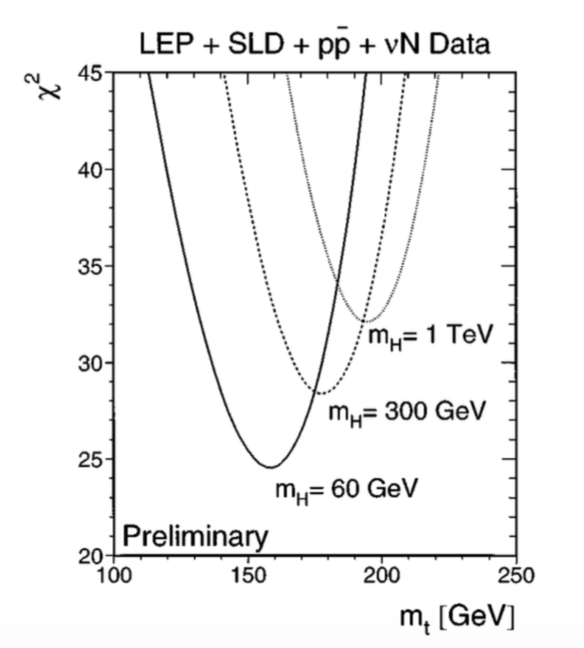 LEP + SLD + pp̄ + νN Data
χ²
45
40
35
30
25
20
m_H= 1 TeV
m_H= 300 GeV
m_H= 60 GeV
Preliminary
100 150 200 250
m_t [GeV]